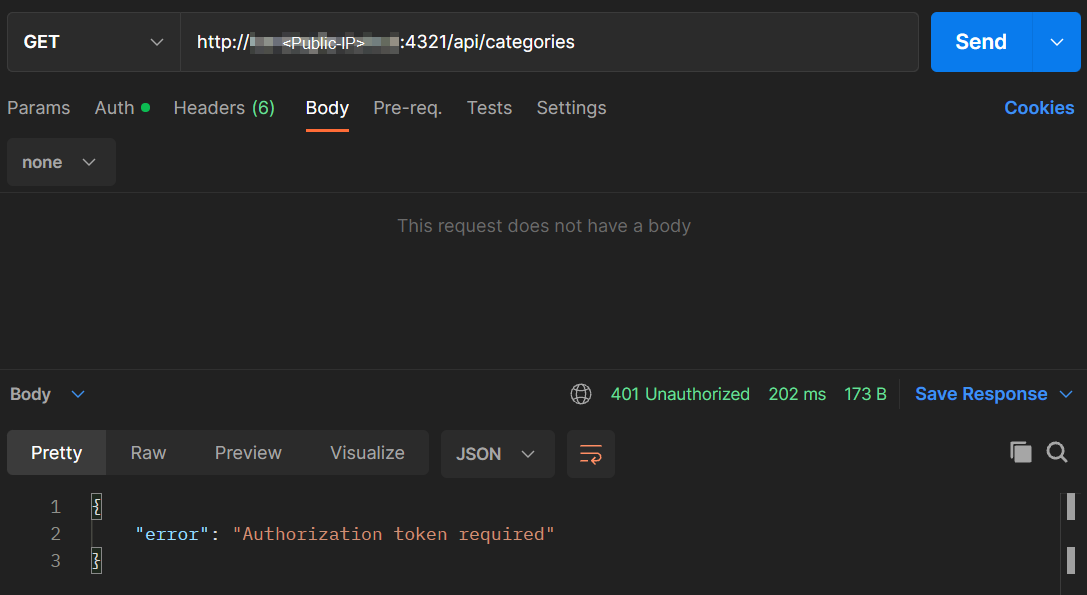 GET http://<Public-IP>:4321/api/categories Send
Params Auth Headers (6) Body Pre-req. Tests Settings Cookies
none
This request does not have a body
Body 401 Unauthorized 202 ms 173 B Save Response
Pretty Raw Preview Visualize JSON
1 {
2 "error": "Authorization token required"
3 }